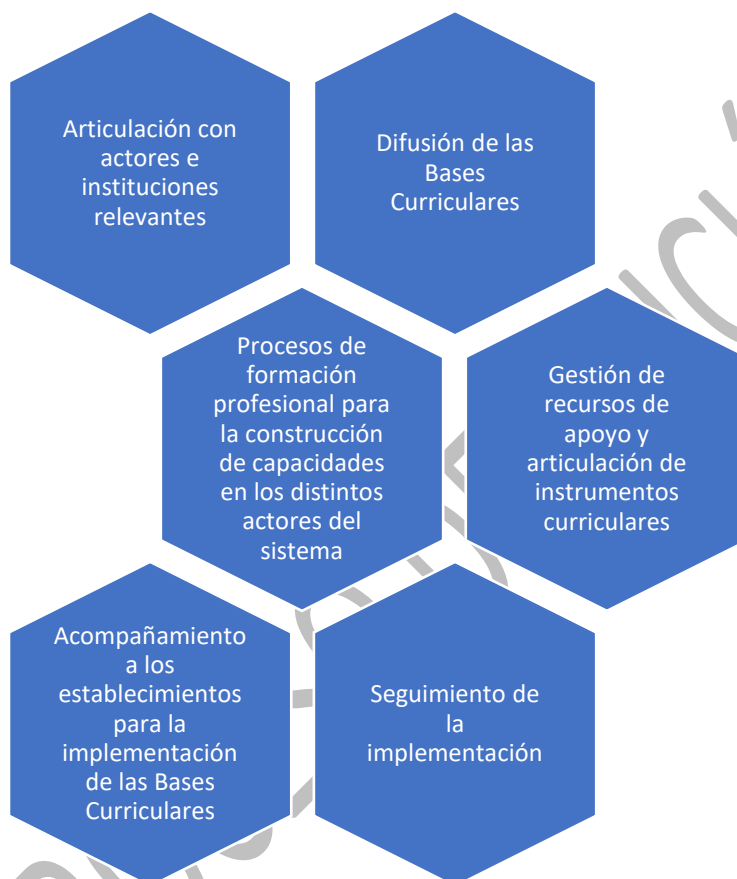 Articulación con
actores e
instituciones
relevantes
Difusión de las
Bases
Curriculares
Procesos de
formación
profesional para
la construcción
de capacidades
en los distintos
actores del
sistema
Gestión de
recursos de
apoyo y
articulación de
instrumentos
curriculares
Acompañamiento
a los
establecimientos
para la
implementación
de las Bases
Curriculares
Seguimiento de
la
implementación